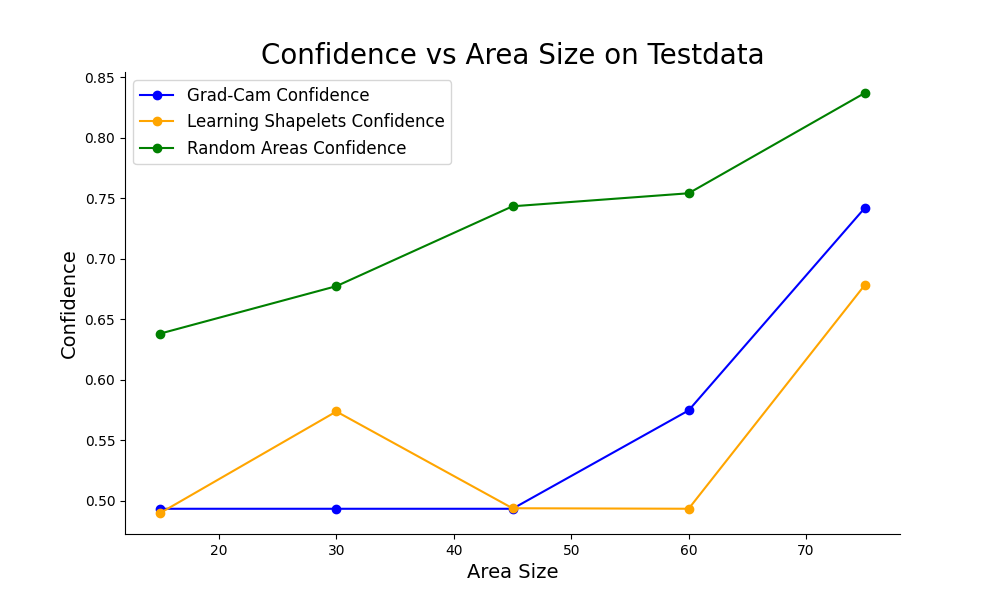 Confidence vs Area Size on Testdata
Grad-Cam Confidence
Learning Shapelets Confidence
Random Areas Confidence
0.85
0.80
0.75
0.70
0.65
0.60
0.55
0.50
Confidence
20 30 40 50 60 70
Area Size